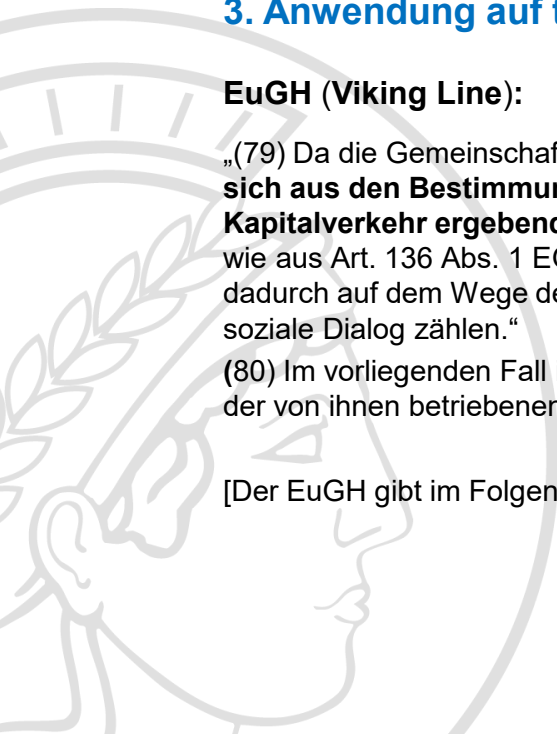 3. Anwendung auf t
EuGH (Viking Line):
„(79) Da die Gemeinschaf
sich aus den Bestimmu
Kapitalverkehr ergebend
wie aus Art. 136 Abs. 1 E
dadurch auf dem Wege de
soziale Dialog zählen.“
(80) Im vorliegenden Fall
der von ihnen betriebene
[Der EuGH gibt im Folgen